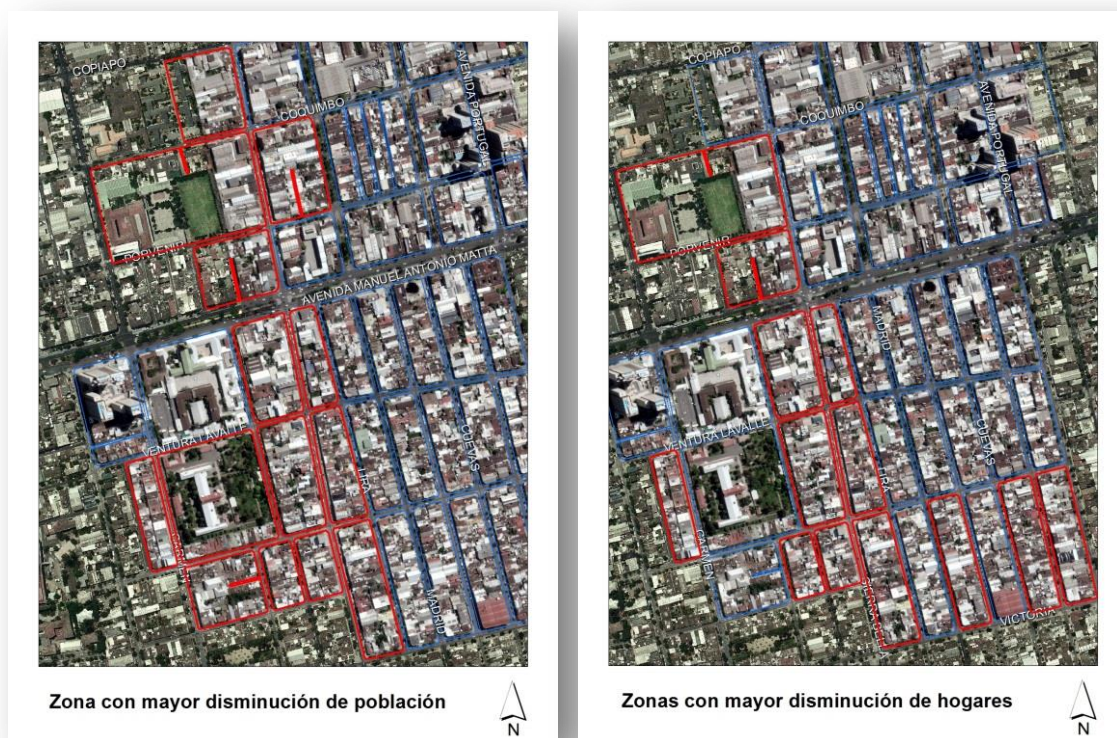 COPIAPO
AVENIDA PORTUGAL
COQUIMBO
PORVENIR
AVENIDA MANUEL ANTONIO MATTA
VENTURA LAVALLE
CUEVAS
LIRA
CARMEN
MADRID
Zona con mayor disminución de población
N
COPIAPO
AVENIDA PORTUGAL
COQUIMBO
PORVENIR
MADRID
VENTURA LAVALLE
CUEVAS
LIRA
CARMEN
VICTORIA
Zonas con mayor disminución de hogares
N